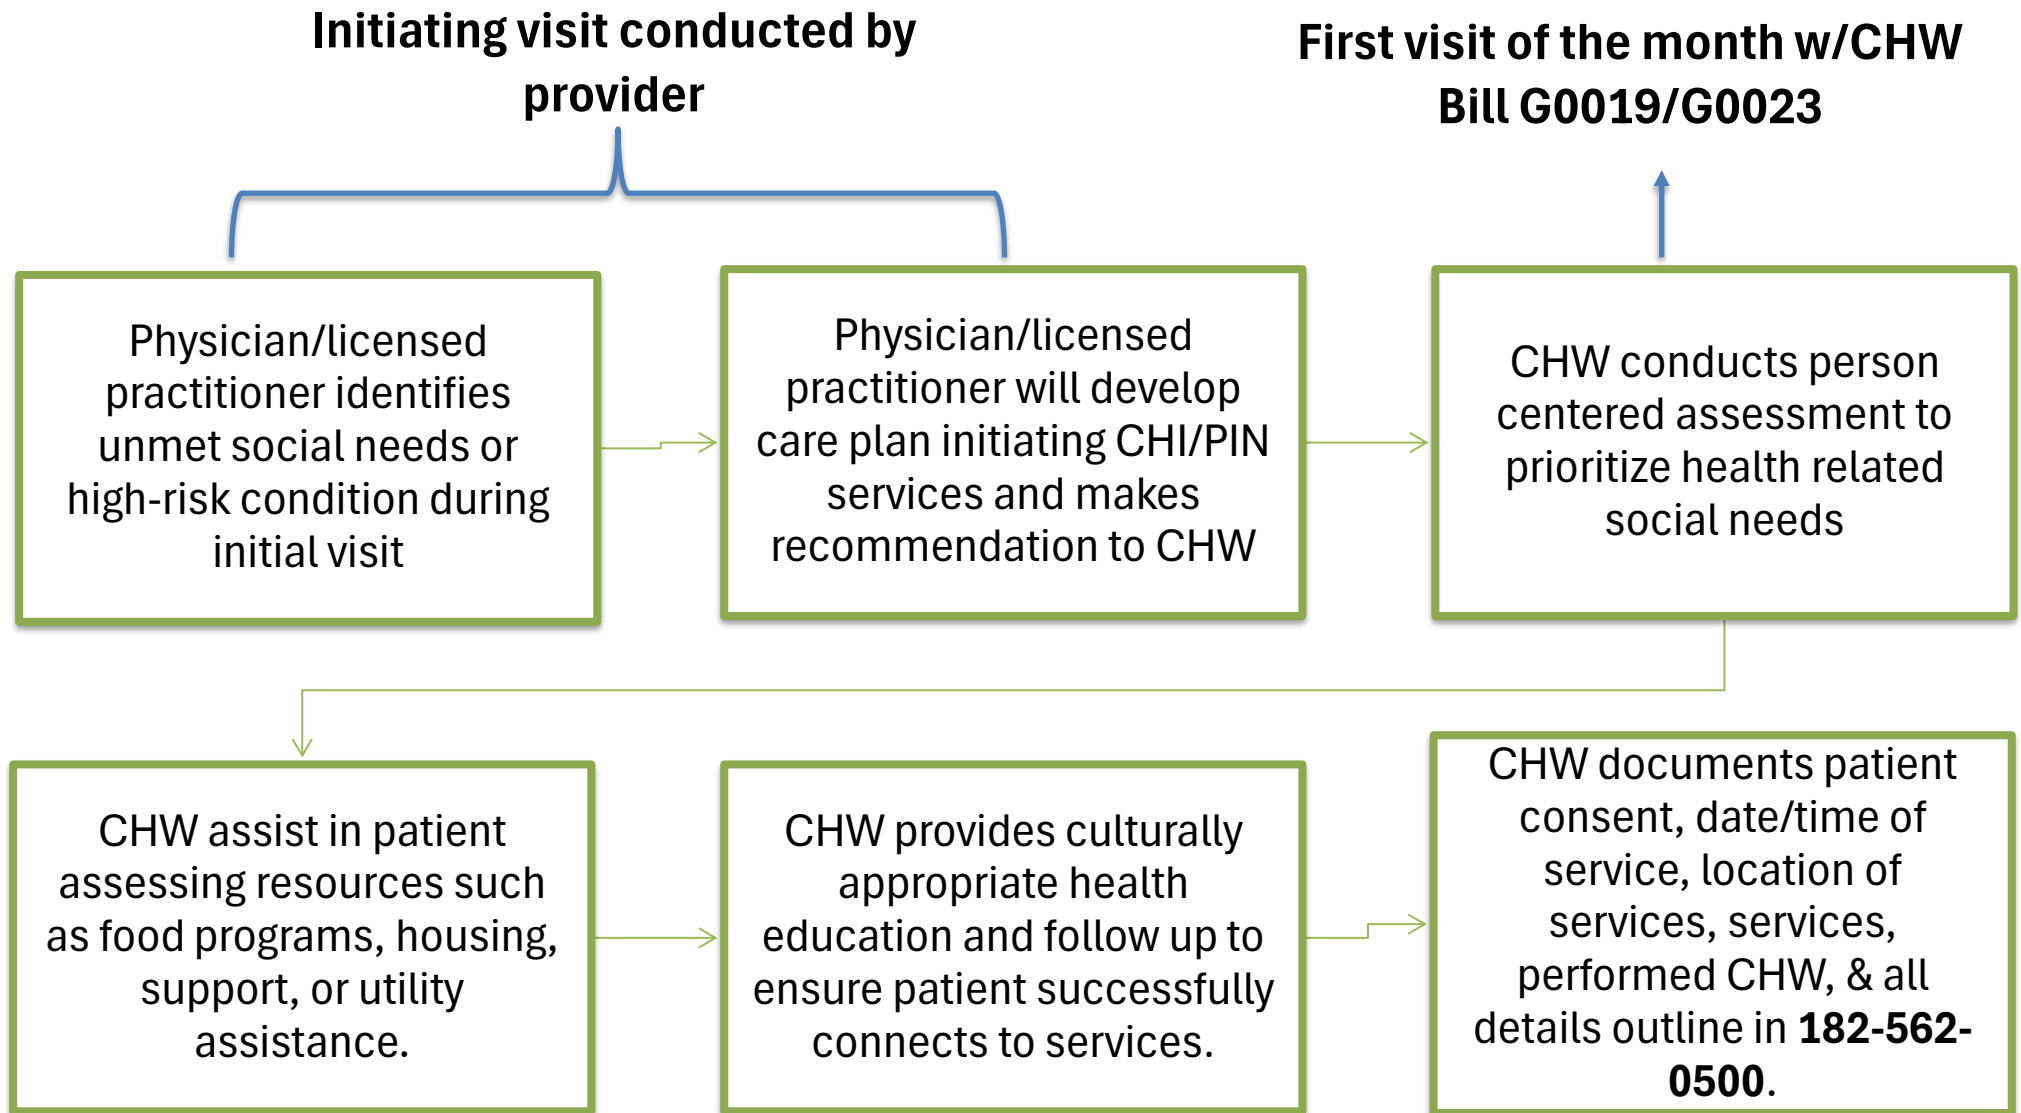 Initiating visit conducted by
provider
First visit of the month w/CHW
Bill G0019/G0023
Physician/licensed
practitioner identifies
unmet social needs or
high-risk condition during
initial visit
Physician/licensed
practitioner will develop
care plan initiating CHI/PIN
services and makes
recommendation to CHW
CHW conducts person
centered assessment to
prioritize health related
social needs
CHW assist in patient
assessing resources such
as food programs, housing,
support, or utility
assistance.
CHW provides culturally
appropriate health
education and follow up to
ensure patient successfully
connects to services.
CHW documents patient
consent, date/time of
service, location of
services, services,
performed CHW, & all
details outline in 182-562-
0500.